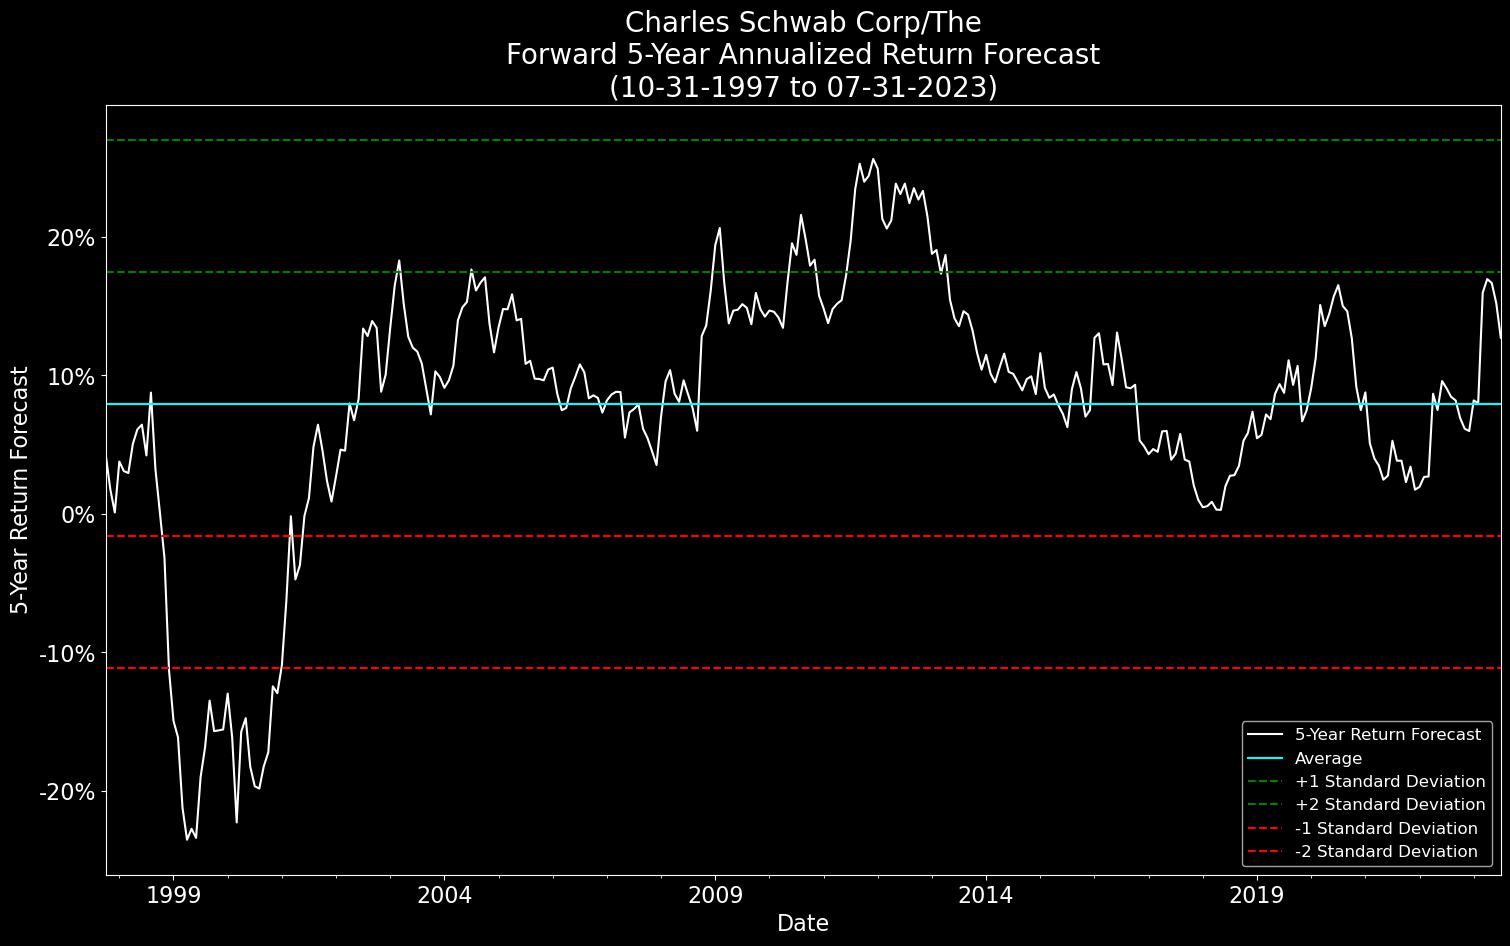 Charles Schwab Corp/The
Forward 5-Year Annualized Return Forecast
(10-31-1997 to 07-31-2023)
5-Year Return Forecast
20%
10%
0%
-10%
-20%
5-Year Return Forecast
Average
+1 Standard Deviation
+2 Standard Deviation
-1 Standard Deviation
-2 Standard Deviation
1999 2004 2009 2014 2019
Date